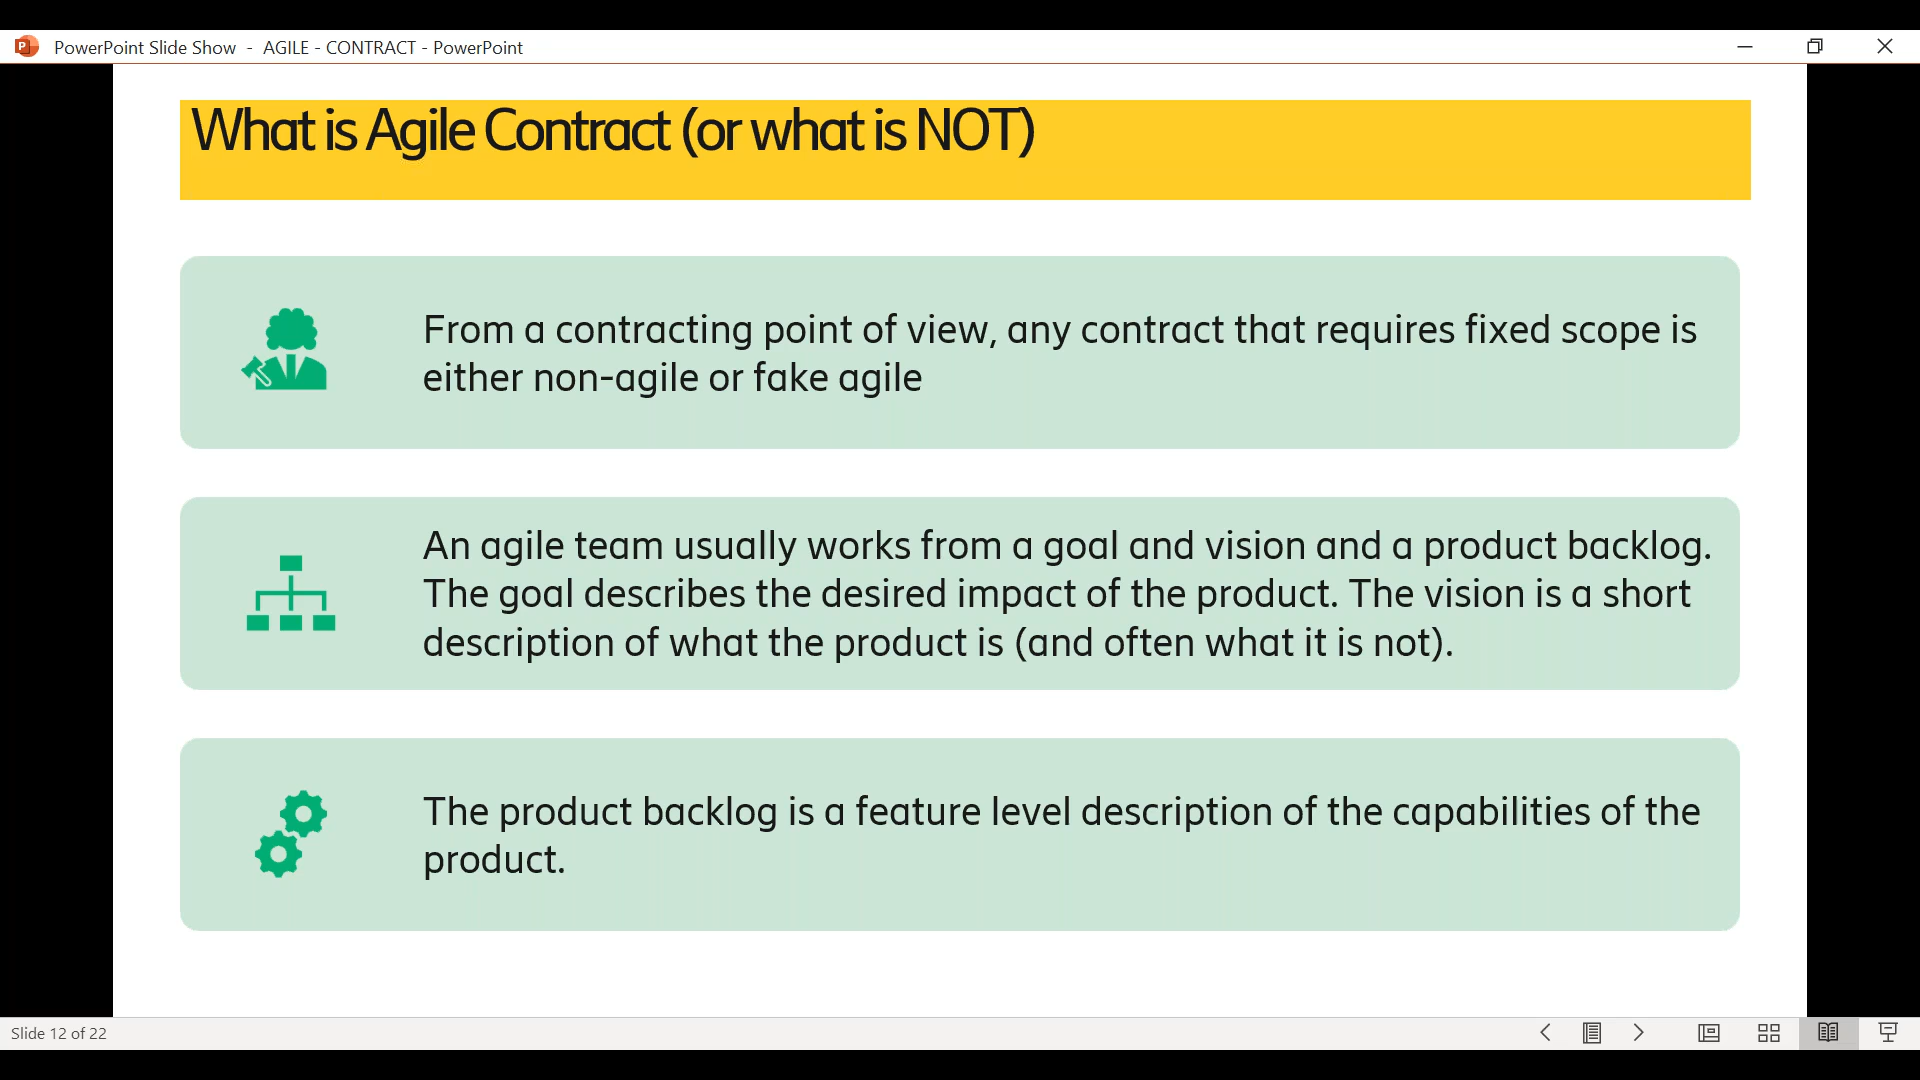 PowerPoint Slide Show - AGILE - CONTRACT - PowerPoint
What is Agile Contract (or what is NOT)
From a contracting point of view, any contract that requires fixed scope is
either non-agile or fake agile
An agile team usually works from a goal and vision and a product backlog.
The goal describes the desired impact of the product. The vision is a short
description of what the product is (and often what it is not).
The product backlog is a feature level description of the capabilities of the
product.
Slide 12 of 22